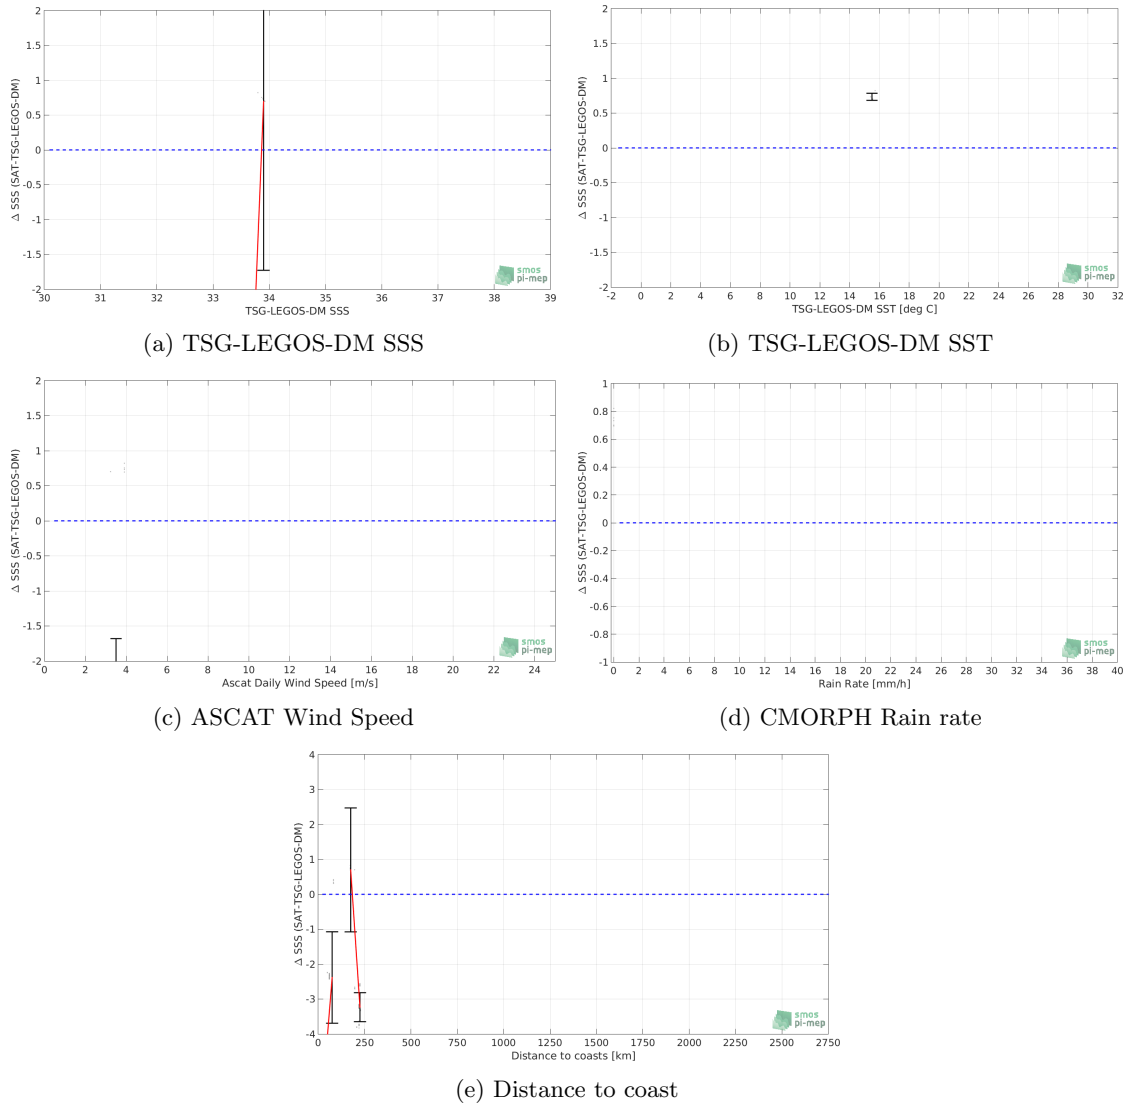 2
1.5
1
0.5
0
-0.5
-1
-1.5
-2
Δ SSS (SAT-TSG-LEGOS-DM)
30 31 32 33 34 35 36 37 38 39
TSG-LEGOS-DM SSS
smos
pi-mep
(a) TSG-LEGOS-DM SSS
2
1.5
1
0.5
0
-0.5
-1
-1.5
-2
Δ SSS (SAT-TSG-LEGOS-DM)
-2 0 2 4 6 8 10 12 14 16 18 20 22 24 26 28 30 32
TSG-LEGOS-DM SST [deg C]
smos
pi-mep
(b) TSG-LEGOS-DM SST
2
1.5
1
0.5
0
-0.5
-1
-1.5
-2
Δ SSS (SAT-TSG-LEGOS-DM)
0 2 4 6 8 10 12 14 16 18 20 22 24
Ascat Daily Wind Speed [m/s]
smos
pi-mep
(c) ASCAT Wind Speed
1
0.8
0.6
0.4
0.2
0
-0.2
-0.4
-0.6
-0.8
-1
Δ SSS (SAT-TSG-LEGOS-DM)
0 2 4 6 8 10 12 14 16 18 20 22 24 26 28 30 32 34 36 38 40
Rain Rate [mm/h]
smos
pi-mep
(d) CMORPH Rain rate
4
3
2
1
0
-1
-2
-3
-4
Δ SSS (SAT-TSG-LEGOS-DM)
0 250 500 750 1000 1250 1500 1750 2000 2250 2500 2750
Distance to coasts [km]
smos
pi-mep
(e) Distance to coast